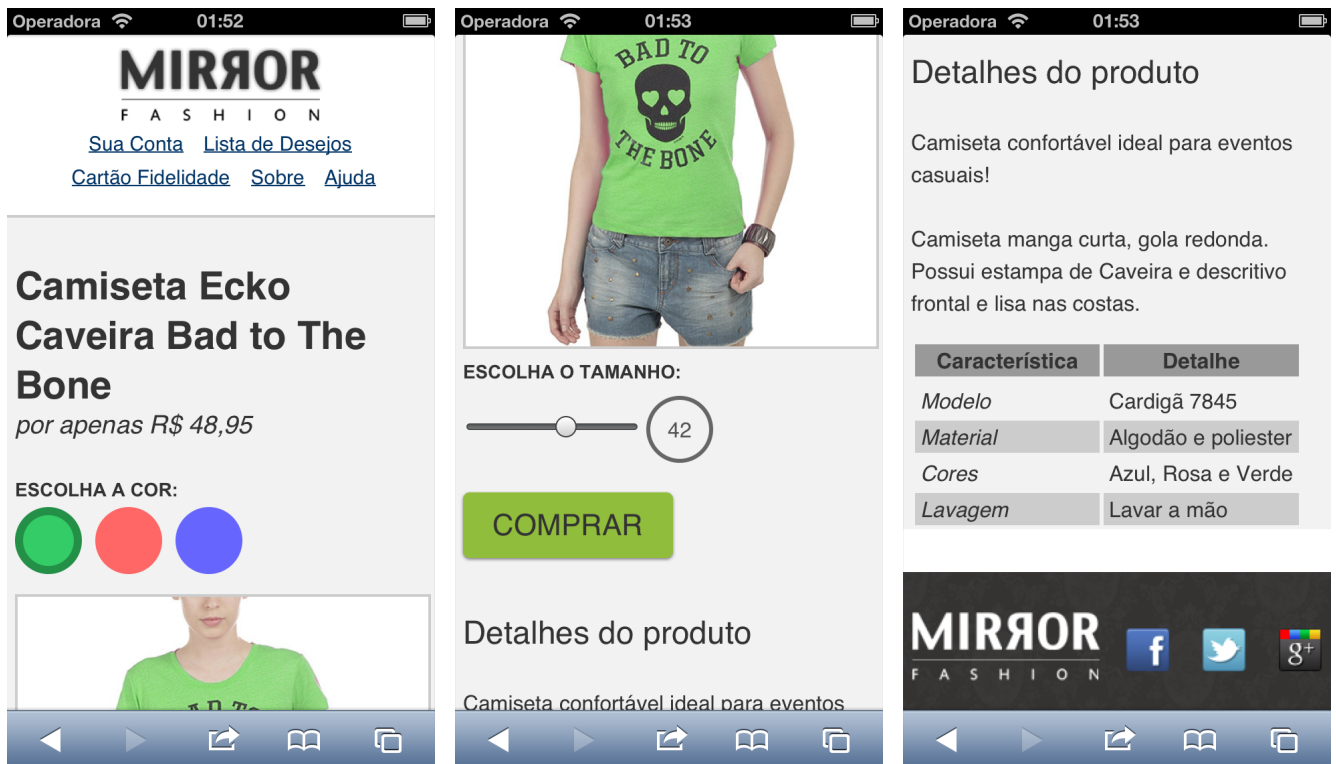 Operadora 01:52
MIRROR
FASHION
Sua Conta Lista de Desejos
Cartão Fidelidade Sobre Ajuda
Camiseta Ecko
Caveira Bad to The
Bone
por apenas R$ 48,95
ESCOLHA A COR:
BAD TO
Operadora 01:53
BAD TO
THE BONE
ESCOLHA O TAMANHO:
42
COMPRAR
Detalhes do produto
Camiseta confortável ideal para eventos
Operadora 01:53
Detalhes do produto
Camiseta confortável ideal para eventos
casuais!
Camiseta manga curta, gola redonda.
Possui estampa de Caveira e descritivo
frontal e lisa nas costas.
Característica Detalhe
Modelo Cardigã 7845
Material Algodão e poliester
Cores Azul, Rosa e Verde
Lavagem Lavar a mão
MIRROR
FASHION
f
g+